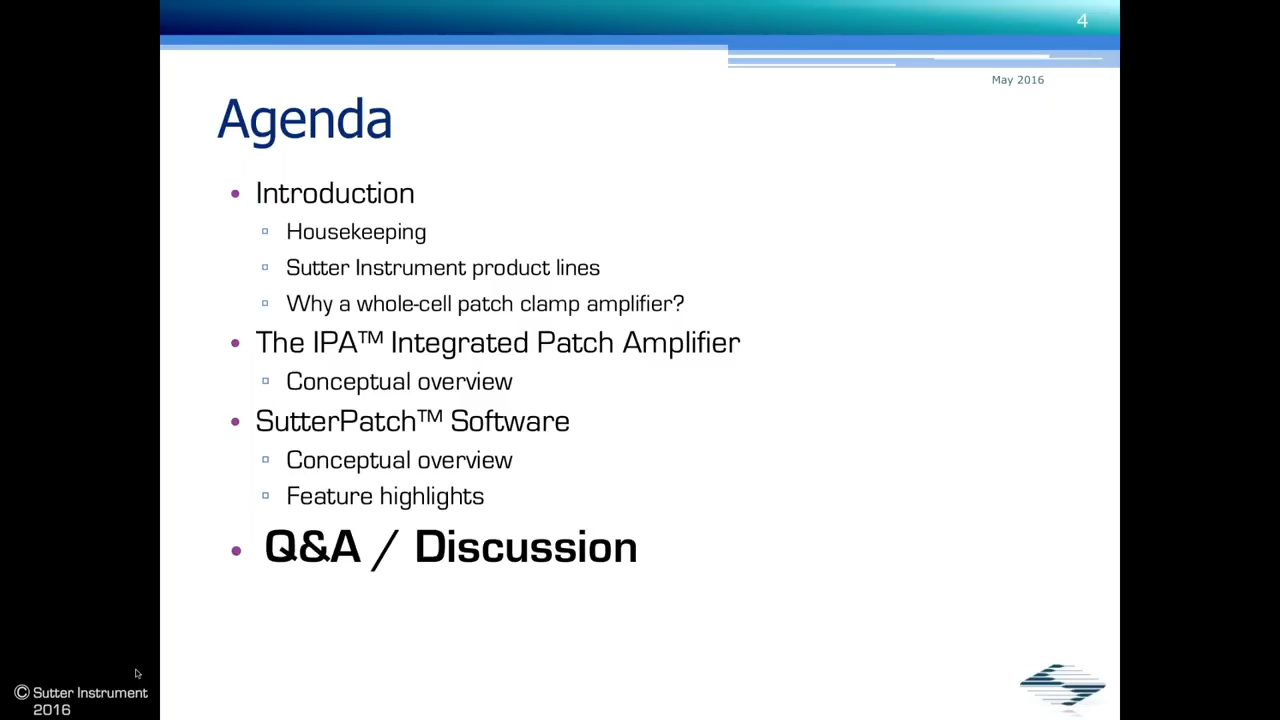 4
May 2016
Agenda
• Introduction
▫ Housekeeping
▫ Sutter Instrument product lines
▫ Why a whole-cell patch clamp amplifier?
• The IPA™ Integrated Patch Amplifier
▫ Conceptual overview
• SutterPatch™ Software
▫ Conceptual overview
▫ Feature highlights
• Q&A / Discussion
© Sutter Instrument
2016